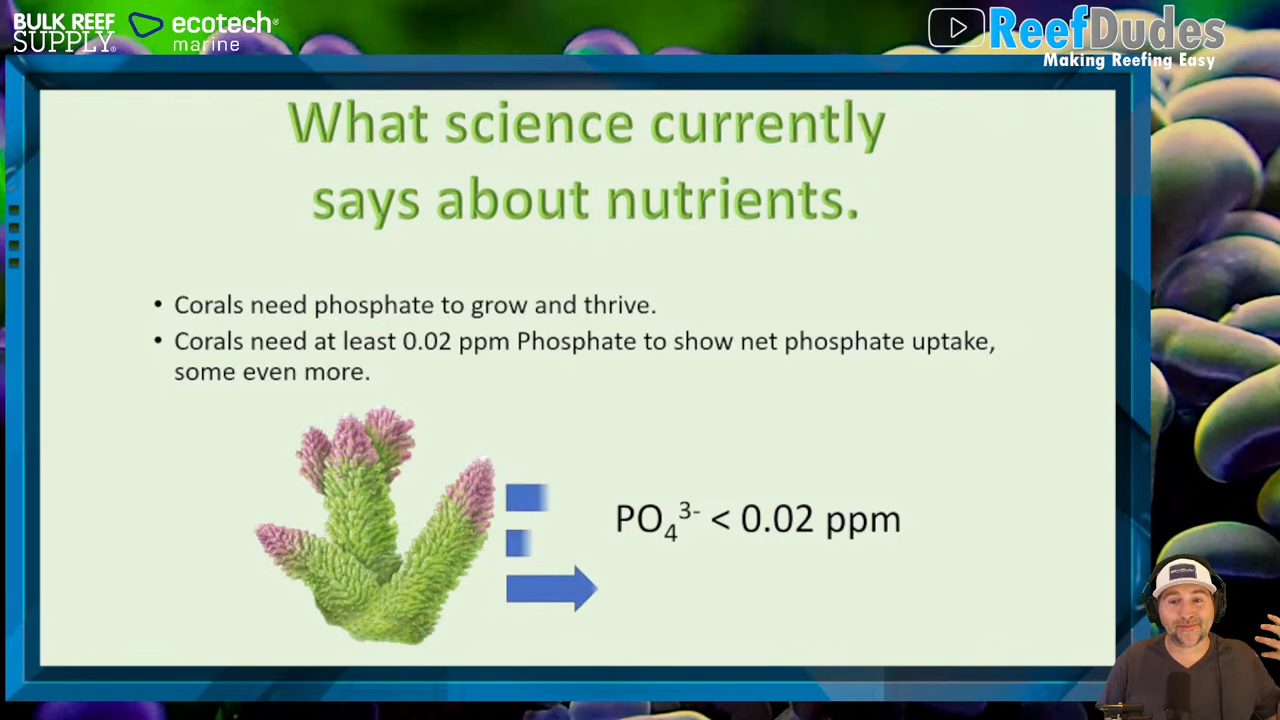 BULK REEF
SUPPLY®
ecotech®
marine
ReefDudes
Making Reefing Easy
What science currently
says about nutrients.
• Corals need phosphate to grow and thrive.
• Corals need at least 0.02 ppm Phosphate to show net phosphate uptake,
some even more.
PO₄³⁻ < 0.02 ppm